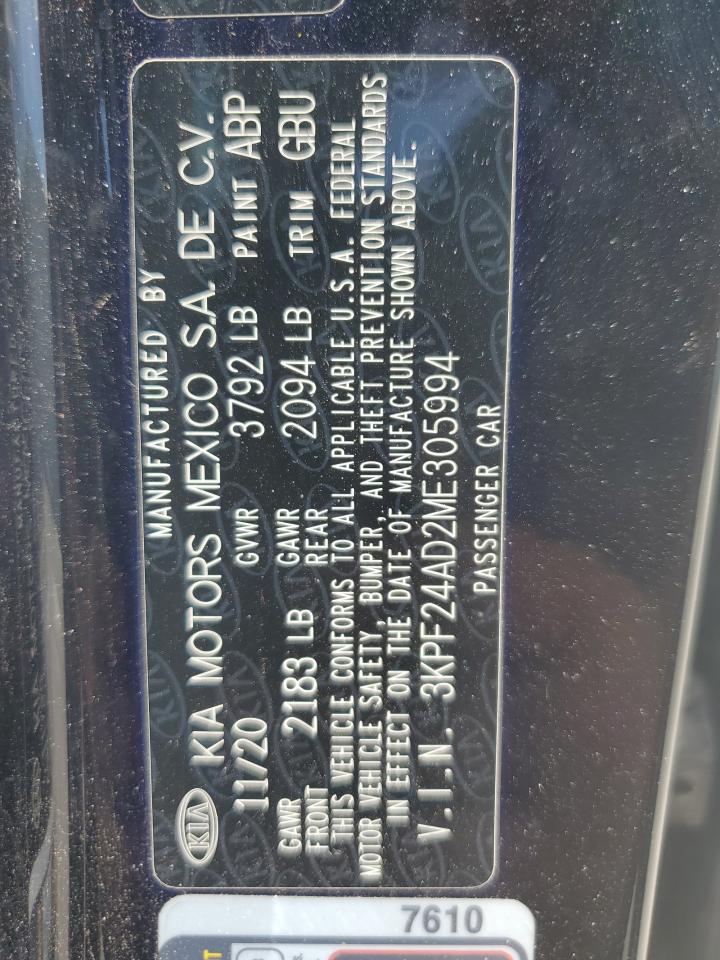 MANUFACTURED BY
KIA KIA MOTORS MEXICO S.A. DE C.V.
11/20 GVWR 3792 LB PAINT ABP
GAWR FRONT 2183 LB GAWR REAR 2094 LB TRIM GBU
THIS VEHICLE CONFORMS TO ALL APPLICABLE U.S.A. FEDERAL
MOTOR VEHICLE SAFETY, BUMPER, AND THEFT PREVENTION STANDARDS
IN EFFECT ON THE DATE OF MANUFACTURE SHOWN ABOVE.
V.I.N. 3KPF24AD2ME305994
PASSENGER CAR
7610